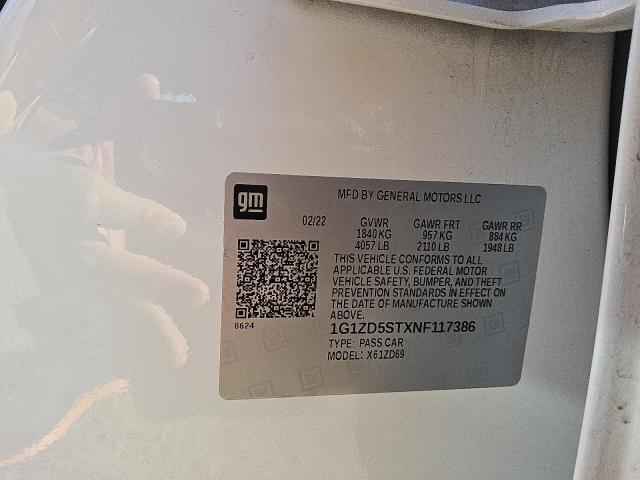 gm
MFD BY GENERAL MOTORS LLC
02/22 GVWR GAWR FRT GAWR RR
1840 KG 957 KG 884 KG
4057 LB 2110 LB 1948 LB
THIS VEHICLE CONFORMS TO ALL
APPLICABLE U.S. FEDERAL MOTOR
VEHICLE SAFETY, BUMPER, AND THEFT
PREVENTION STANDARDS IN EFFECT ON
THE DATE OF MANUFACTURE SHOWN
ABOVE.
8624
1G1ZD5STXNF117386
TYPE: PASS CAR
MODEL: X61ZD69